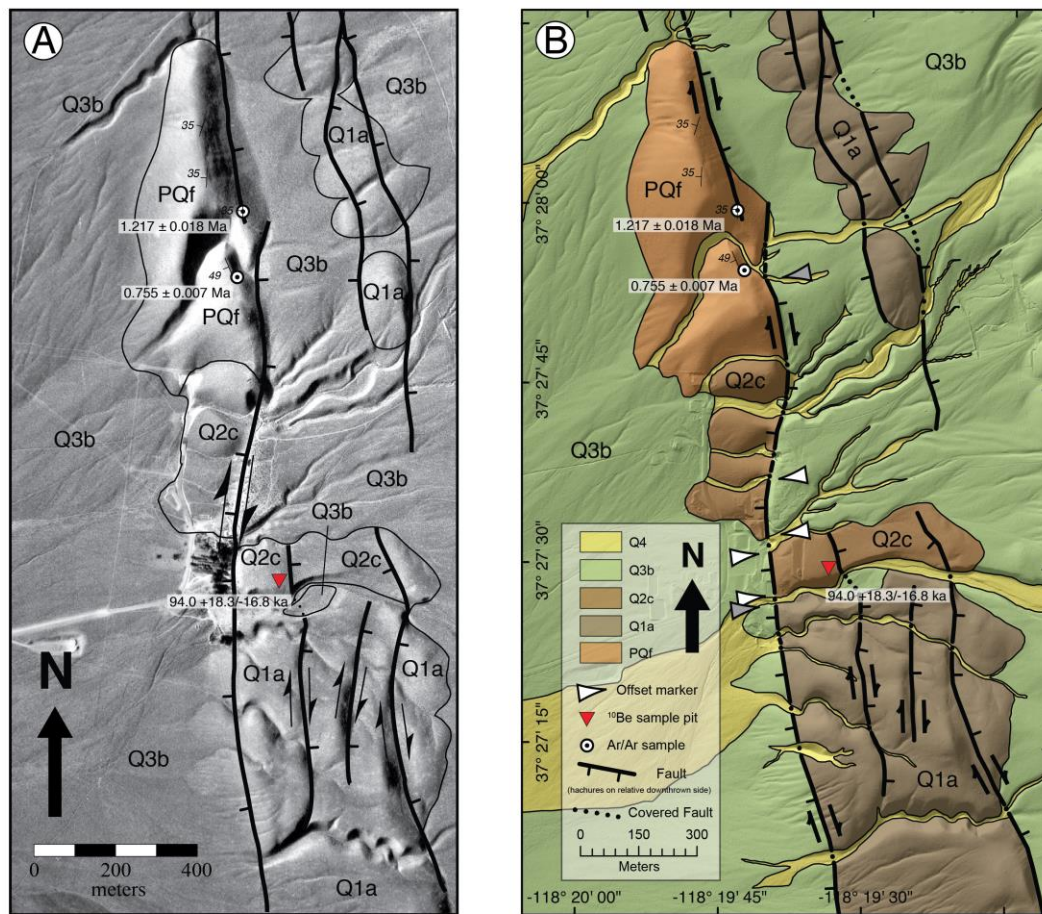 A
Q3b
Q3b
Q1a
35
35
PQf
35
1.217 ± 0.018 Ma
Q3b
49
0.755 ± 0.007 Ma
PQf
Q1a
Q3b
Q2c
Q3b
Q3b
Q2c
Q2c
94.0 +18.3/-16.8 ka
N
Q1a
Q1a
Q3b
0 200 400
meters
Q1a
B
Q3b
Q1a
35
35
PQf
35
1.217 ± 0.018 Ma
49
0.755 ± 0.007 Ma
Q2c
Q3b
Q2c
94.0 +18.3/-16.8 ka
Q1a
37° 28' 00"
37° 27' 45"
37° 27' 30"
37° 27' 15"
Q4
Q3b
Q2c
Q1a
PQf
N
Offset marker
¹⁰Be sample pit
Ar/Ar sample
Fault
(hachures on relative downthrown side)
Covered Fault
0 150 300
Meters
-118° 20' 00"
-118° 19' 45"
-118° 19' 30"